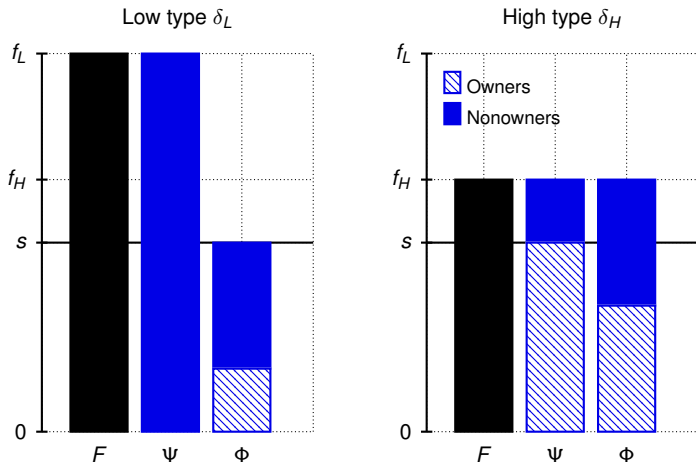 Low type δL
fL
fH
s
0
F Ψ Φ
High type δH
fL
Owners
Nonowners
fH
s
0
F Ψ Φ